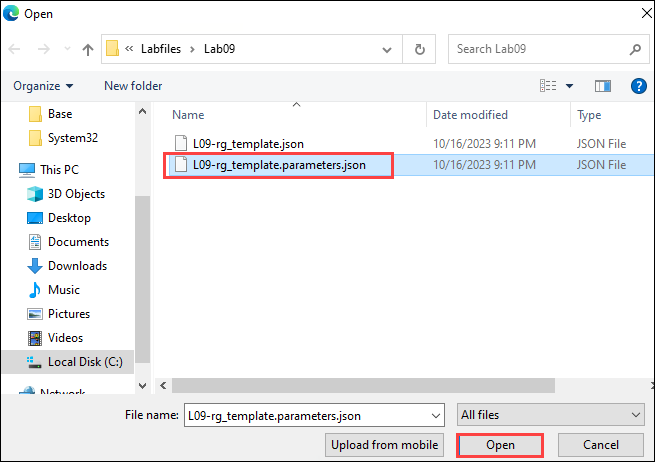 Open
« Labfiles > Lab09
Search Lab09
Organize
New folder
Name
Date modified
Type
Base
System32
This PC
3D Objects
Desktop
Documents
Downloads
Music
Pictures
Videos
Local Disk (C:)
Network
L09-rg_template.json 10/16/2023 9:11 PM JSON File
L09-rg_template.parameters.json 10/16/2023 9:11 PM JSON File
File name: L09-rg_template.parameters.json
All files
Upload from mobile
Open
Cancel